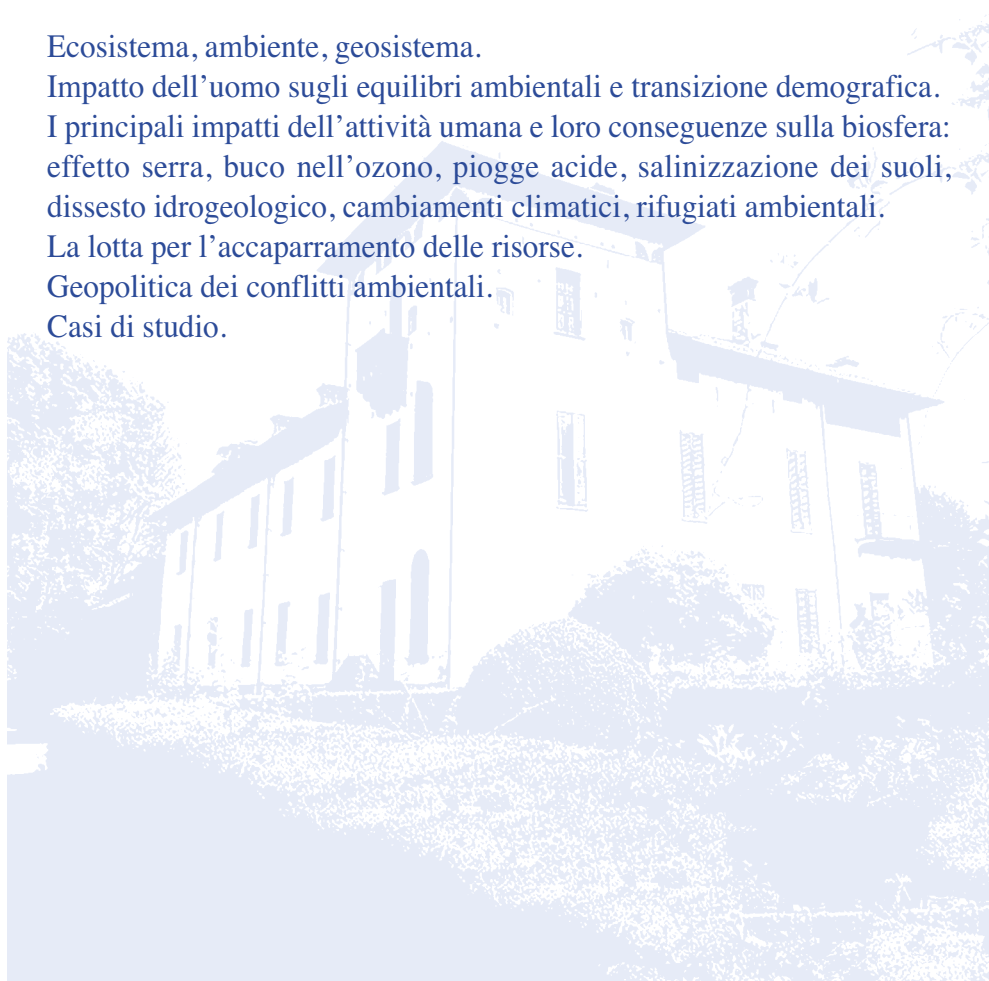 Ecosistema, ambiente, geosistema.
Impatto dell’uomo sugli equilibri ambientali e transizione demografica.
I principali impatti dell’attività umana e loro conseguenze sulla biosfera:
effetto serra, buco nell’ozono, piogge acide, salinizzazione dei suoli,
dissesto idrogeologico, cambiamenti climatici, rifugiati ambientali.
La lotta per l’accaparramento delle risorse.
Geopolitica dei conflitti ambientali.
Casi di studio.